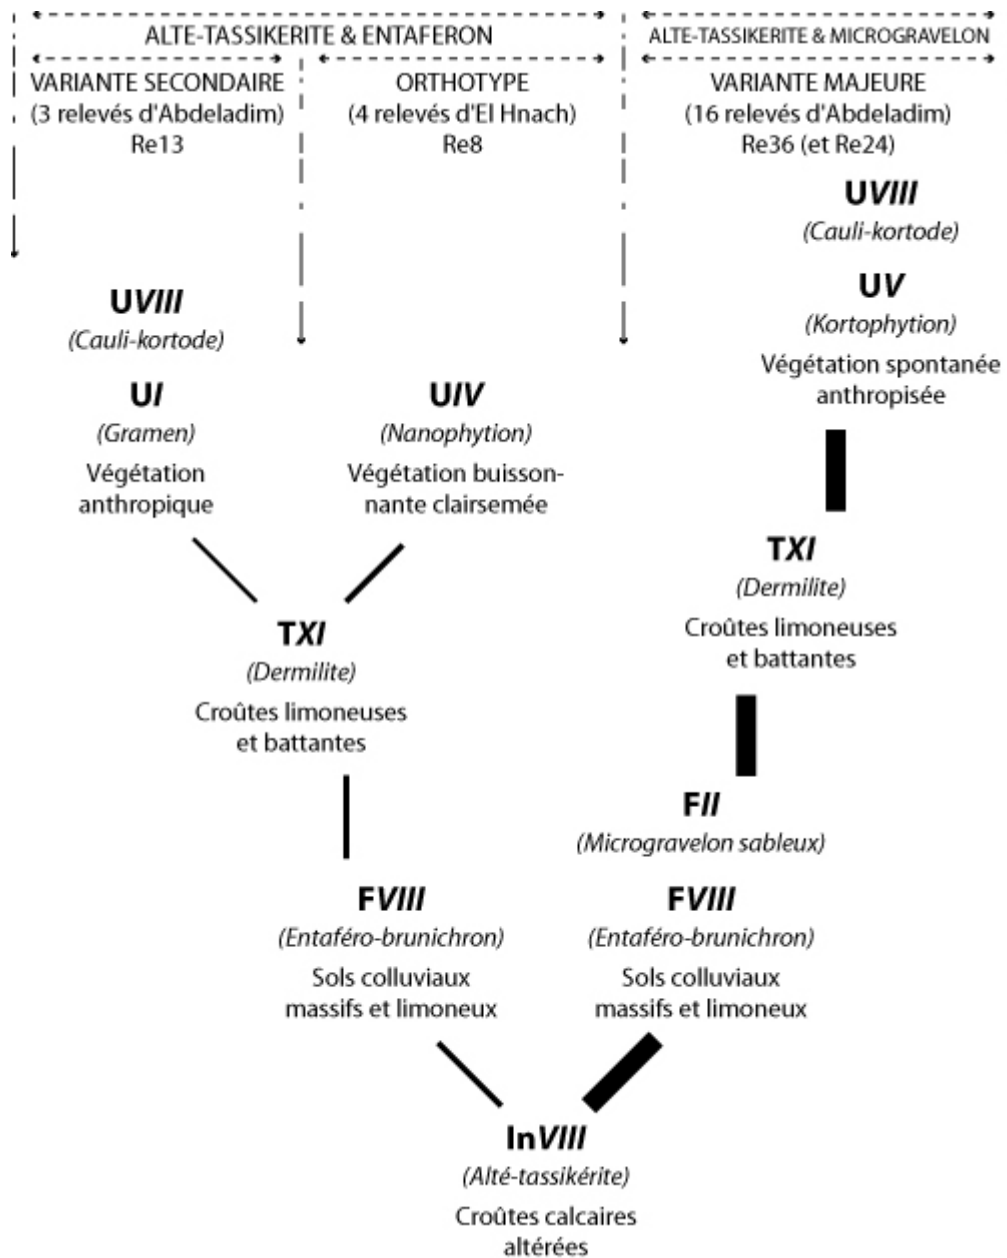 ALTE-TASSIKERITE & ENTAFERON
ALTE-TASSIKERITE & MICROGRAVELON
VARIANTE SECONDAIRE
(3 relevés d'Abdeladim)
Re13
ORTHOTYPE
(4 relevés d'El Hnach)
Re8
VARIANTE MAJEURE
(16 relevés d'Abdeladim)
Re36 (et Re24)
UVIII
(Cauli-kortode)
UI
(Gramen)
Végétation
anthropique
UIV
(Nanophytion)
Végétation buisson-
nante clairsemée
TXI
(Dermilite)
Croûtes limoneuses
et battantes
FVIII
(Entaféro-brunichron)
Sols colluviaux
massifs et limoneux
UVIII
(Cauli-kortode)
UV
(Kortophytion)
Végétation spontanée
anthropisée
TXI
(Dermilite)
Croûtes limoneuses
et battantes
FII
(Microgravelon sableux)
FVIII
(Entaféro-brunichron)
Sols colluviaux
massifs et limoneux
InVIII
(Alté-tassikérite)
Croûtes calcaires
altérées